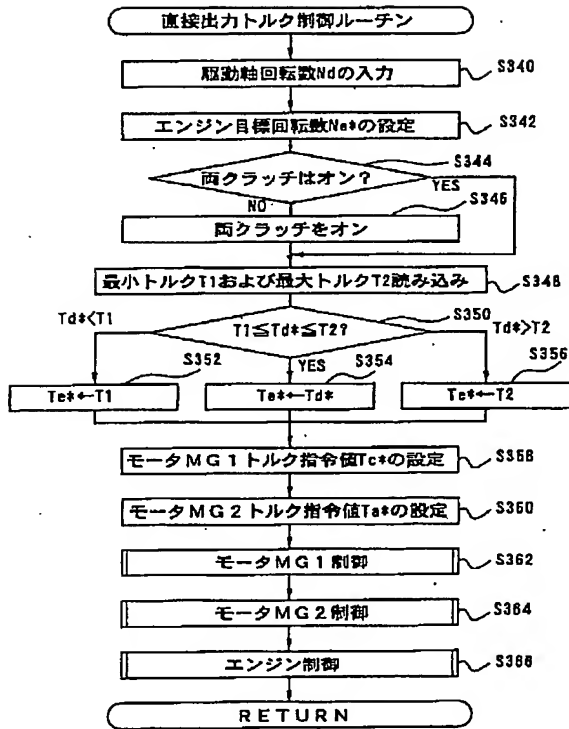 直接出力トルク制御ルーチン
駆動軸回転数Ndの入力
S340
エンジン目標回転数Ne*の設定
S342
S344
両クラッチはオン?
YES
NO
S346
両クラッチをオン
最小トルクT1および最大トルクT2読み込み
S348
S350
Td*<T1
T1≦Td*≦T2?
Td*>T2
S352
YES
S354
S356
Te*←T1
Te*←Td*
Te*←T2
モータMG1トルク指令値Tc*の設定
S358
モータMG2トルク指令値Ta*の設定
S360
モータMG1制御
S362
モータMG2制御
S364
エンジン制御
S366
RETURN